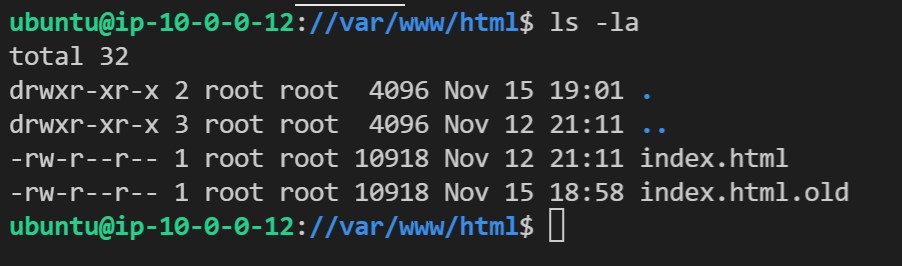 ubuntu@ip-10-0-0-12://var/www/html$ ls -la
total 32
drwxr-xr-x 2 root root  4096 Nov 15 19:01 .
drwxr-xr-x 3 root root  4096 Nov 12 21:11 ..
-rw-r--r-- 1 root root 10918 Nov 12 21:11 index.html
-rw-r--r-- 1 root root 10918 Nov 15 18:58 index.html.old
ubuntu@ip-10-0-0-12://var/www/html$